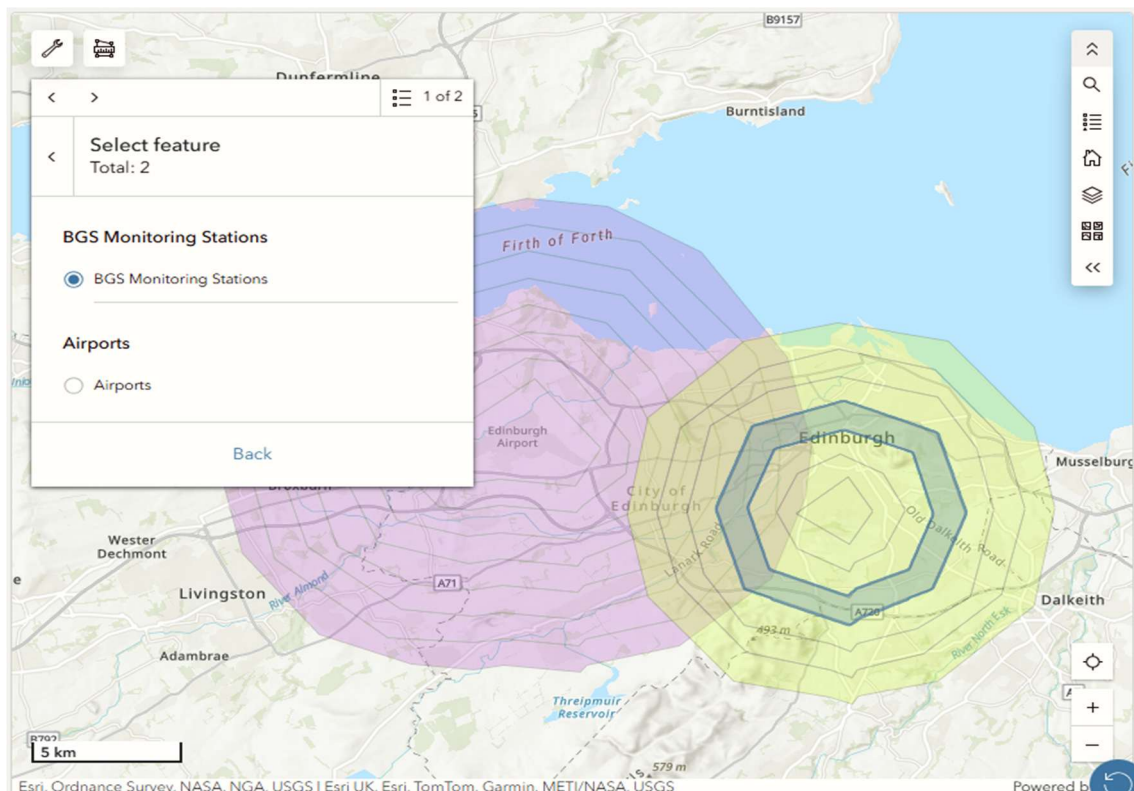 B9157
Dunfermline
1 of 2
Select feature
Total: 2
BGS Monitoring Stations
BGS Monitoring Stations
Airports
Airports
Back
Burntisland
Firth of Forth
Edinburgh
Airport
Edinburgh
City of
Edinburgh
Musselburg
Lanark Road
Old Dalkeith Road
Wester
Dechmont
Livingston
River Almond
A71
A720
Dalkeith
493 m
River North Esk
Adambrae
Threipmuir
Reservoir
B792
5 km
579 m
Esri, Ordnance Survey, NASA, NGA, USGS | Esri UK, Esri, TomTom, Garmin, METI/NASA, USGS
Powered b